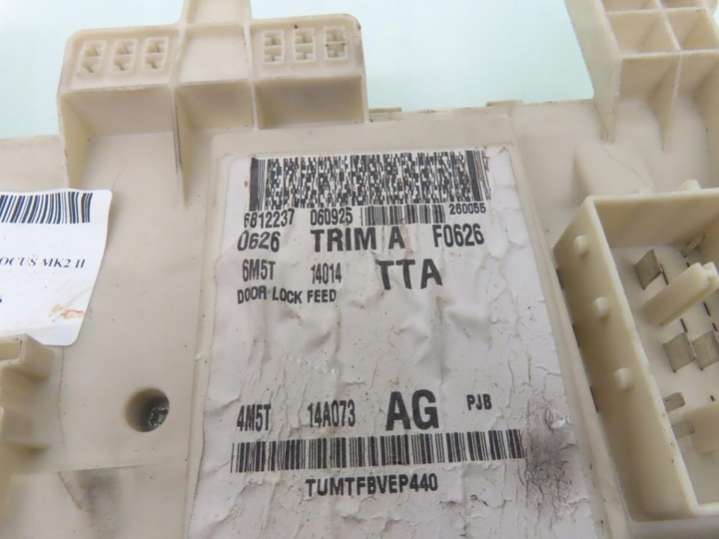 6812237 060925 260055
0626 TRIM A F0626
6M5T 14014 TTA
DOOR LOCK FEED
OCUS MK2 II
4M5T 14A073 AG PJB
TUMTFBVEP440